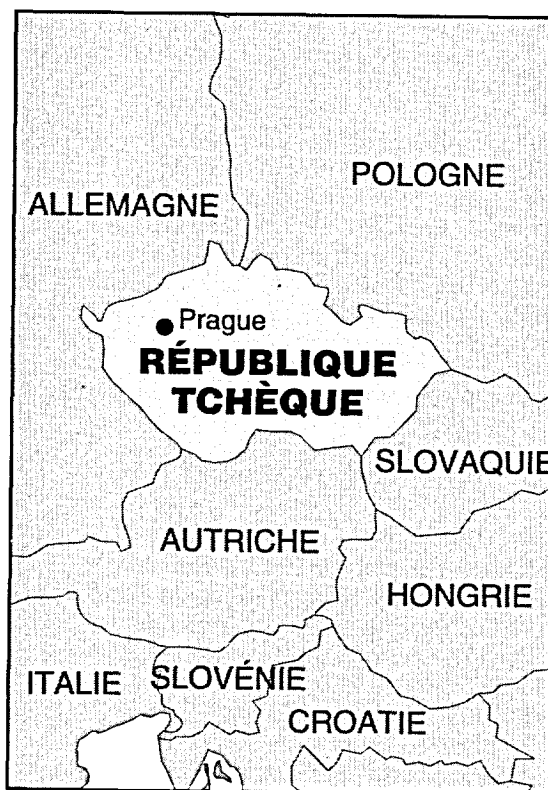 POLOGNE
ALLEMAGNE
Prague
RÉPUBLIQUE
TCHÈQUE
SLOVAQUIE
AUTRICHE
HONGRIE
ITALIE
SLOVÉNIE
CROATIE